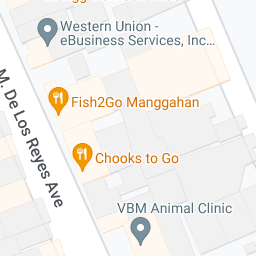 Western Union -
eBusiness Services, Inc...
Fish2Go Manggahan
M. De Los Reyes Ave
Chooks to Go
VBM Animal Clinic